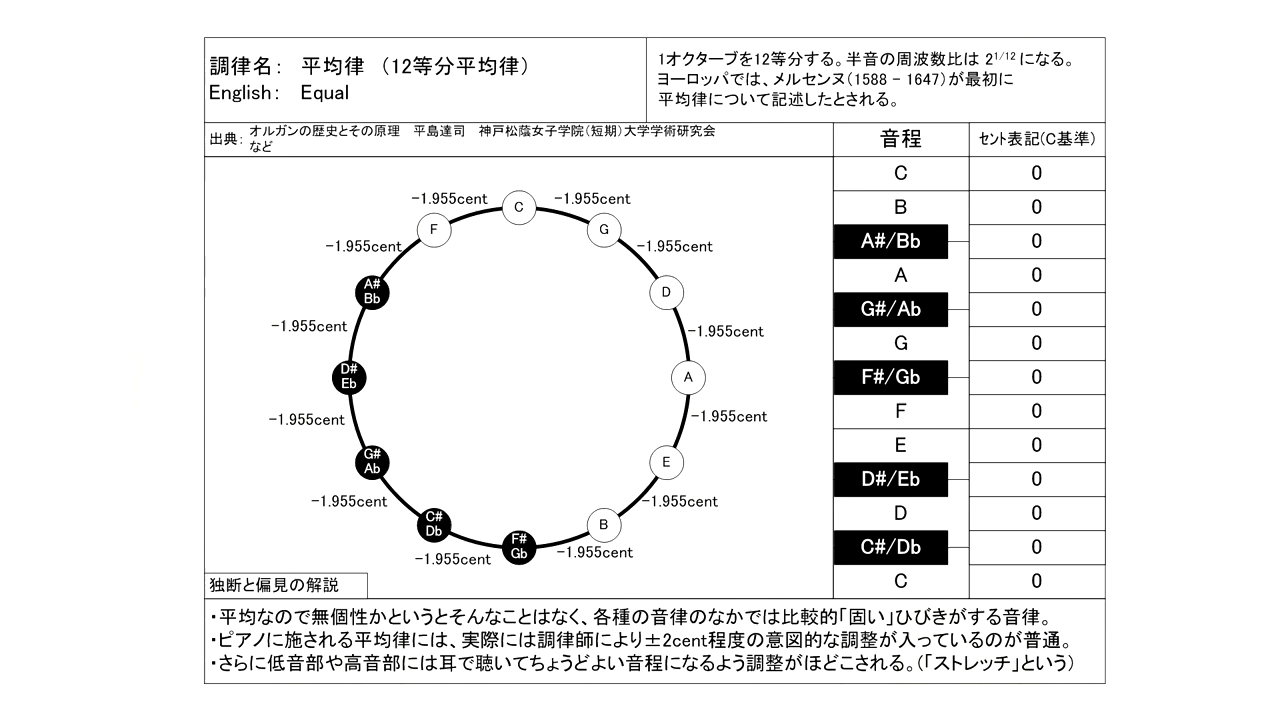 調律名: 平均律 (12等分平均律)
English: Equal
1オクターブを12等分する。半音の周波数比は 2^1/12 になる。
ヨーロッパでは、メルセンヌ(1588 - 1647)が最初に
平均律について記述したとされる。
出典: オルガンの歴史とその原理 平島達司 神戸松蔭女子学院(短期)大学学術研究会
など
音程 セント表記(C基準)
C 0
B 0
A#/Bb 0
A 0
G#/Ab 0
G 0
F#/Gb 0
F 0
E 0
D#/Eb 0
D 0
C#/Db 0
C 0
C
-1.955cent
G
-1.955cent
D
-1.955cent
A
-1.955cent
E
-1.955cent
B
-1.955cent
F#
Gb
-1.955cent
C#
Db
-1.955cent
G#
Ab
-1.955cent
D#
Eb
-1.955cent
A#
Bb
-1.955cent
F
-1.955cent
独断と偏見の解説
・平均なので無個性かというとそんなことはなく、各種の音律のなかでは比較的「固い」ひびきがする音律。
・ピアノに施される平均律には、実際には調律師により±2cent程度の意図的な調整が入っているのが普通。
・さらに低音部や高音部には耳で聴いてちょうどよい音程になるよう調整がほどこされる。(「ストレッチ」という)